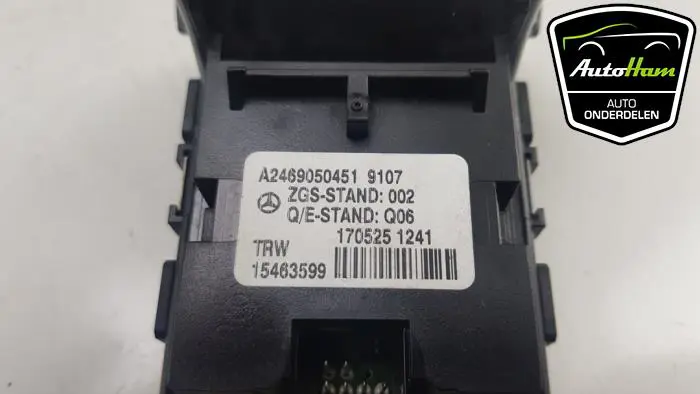 AutoHam
AUTO
ONDERDELEN
A2469050451 9107
ZGS-STAND: 002
Q/E-STAND: Q06
170525 1241
TRW
15463599